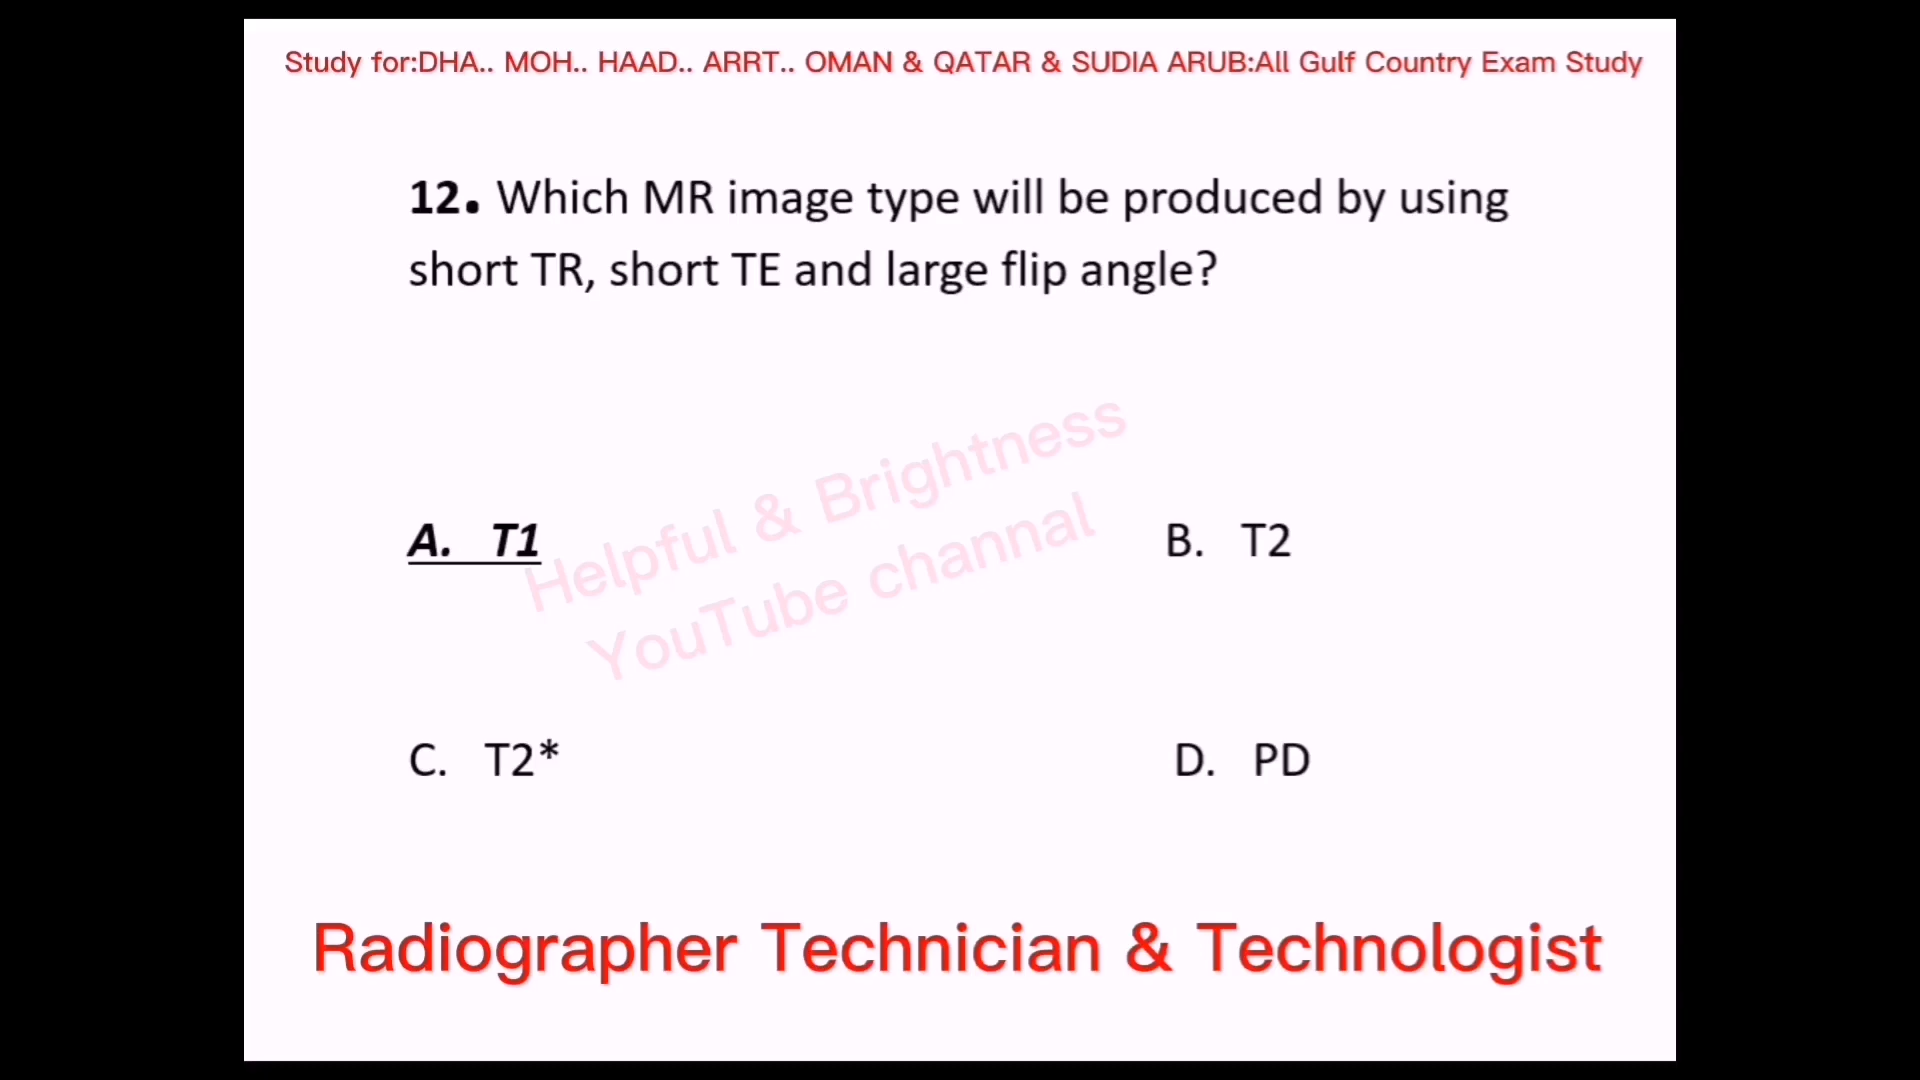 Study for:DHA.. MOH.. HAAD.. ARRT.. OMAN & QATAR & SUDIA ARUB:All Gulf Country Exam Study
12. Which MR image type will be produced by using
short TR, short TE and large flip angle?
Helpful & Brightness
YouTube channal
A. T1
B. T2
C. T2*
D. PD
Radiographer Technician & Technologist